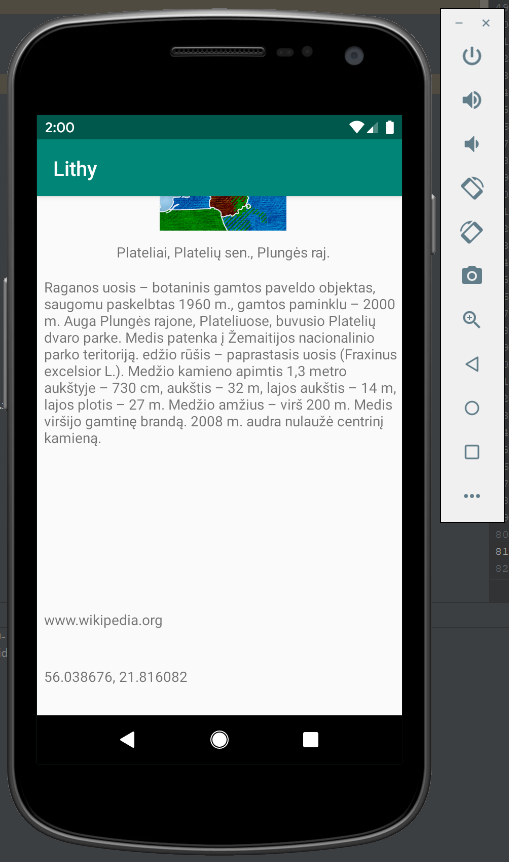 2:00
Lithy
Plateliai, Platelių sen., Plungės raj.
Raganos uosis – botaninis gamtos paveldo objektas,
saugomu paskelbtas 1960 m., gamtos paminklu – 2000
m. Auga Plungės rajone, Plateliuose, buvusio Platelių
dvaro parke. Medis patenka į Žemaitijos nacionalinio
parko teritoriją. edžio rūšis – paprastasis uosis (Fraxinus
excelsior L.). Medžio kamieno apimtis 1,3 metro
aukštyje – 730 cm, aukštis – 32 m, lajos aukštis – 14 m,
lajos plotis – 27 m. Medžio amžius – virš 200 m. Medis
viršijo gamtinę brandą. 2008 m. audra nulaužė centrinį
kamieną.
www.wikipedia.org
56.038676, 21.816082
80
81
82